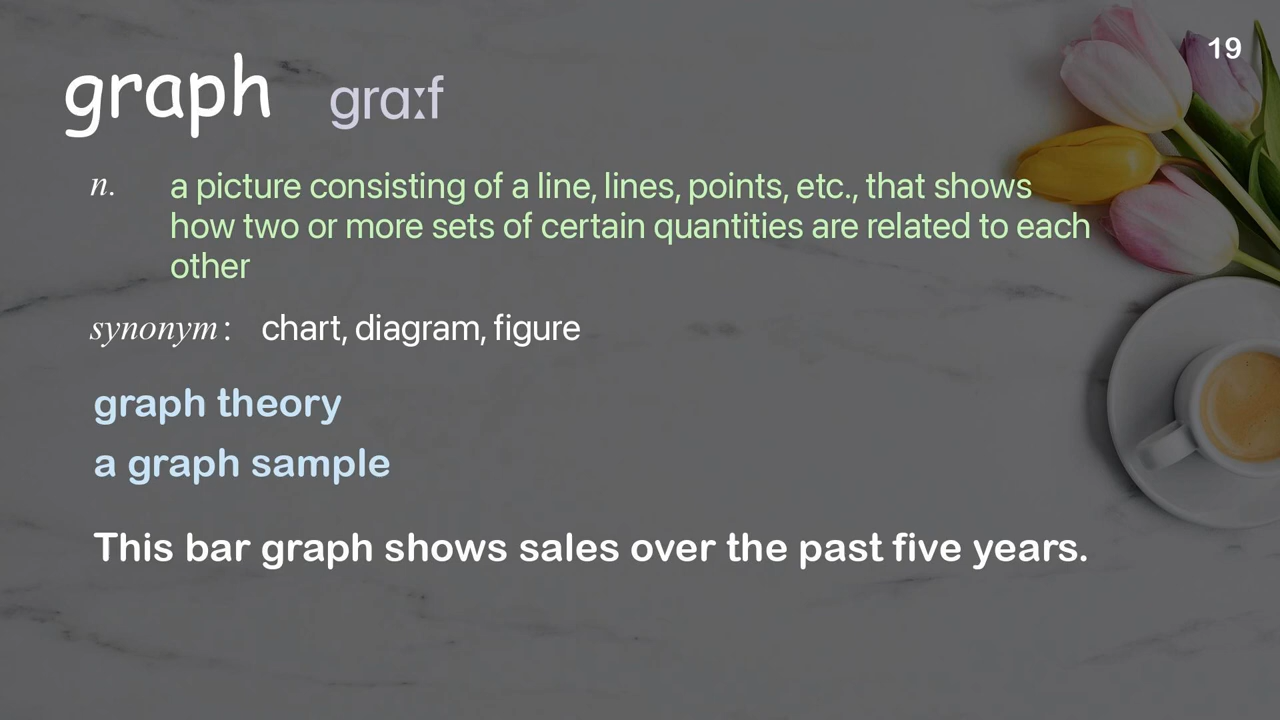 19
graph grɑːf
n. a picture consisting of a line, lines, points, etc., that shows
how two or more sets of certain quantities are related to each
other
synonym: chart, diagram, figure
graph theory
a graph sample
This bar graph shows sales over the past five years.